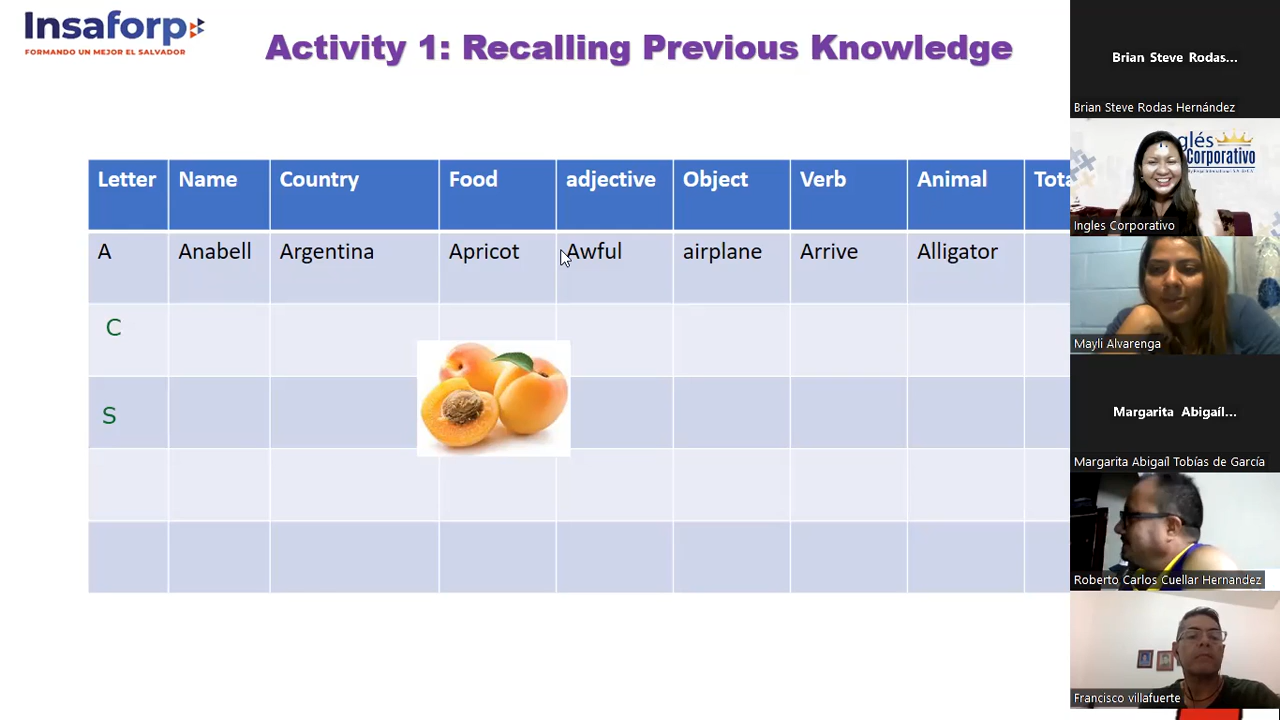 Insaforp
FORMANDO UN MEJOR EL SALVADOR
Activity 1: Recalling Previous Knowledge
Letter Name Country Food adjective Object Verb Animal
A Anabell Argentina Apricot Awful airplane Arrive Alligator
C
S
Brian Steve Rodas...
Brian Steve Rodas Hernández
Corporativo
Ingles Corporativo
Mayli Alvarenga
Margarita Abigaíl...
Margarita Abigaíl Tobías de García
Roberto Carlos Cuellar Hernandez
Francisco villafuerte